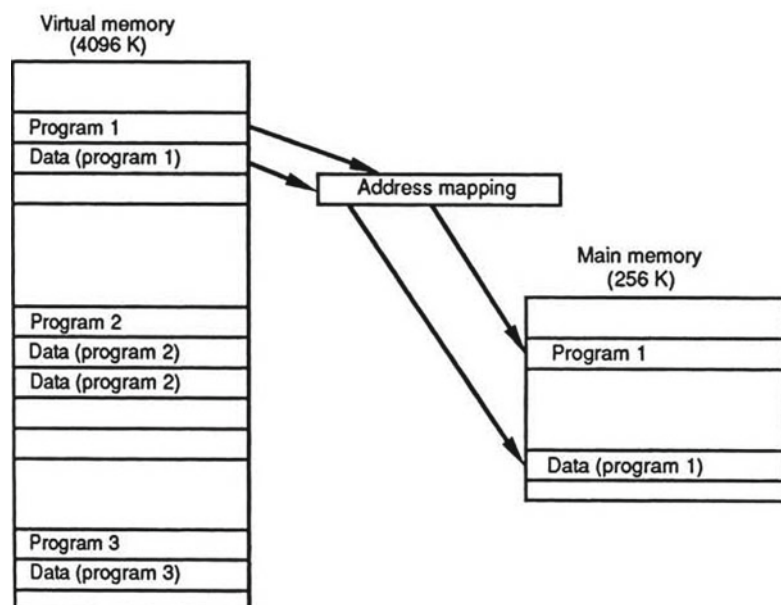 Virtual memory
(4096 K)
Program 1
Data (program 1)
Address mapping
Main memory
(256 K)
Program 2
Data (program 2)
Data (program 2)
Program 1
Data (program 1)
Program 3
Data (program 3)